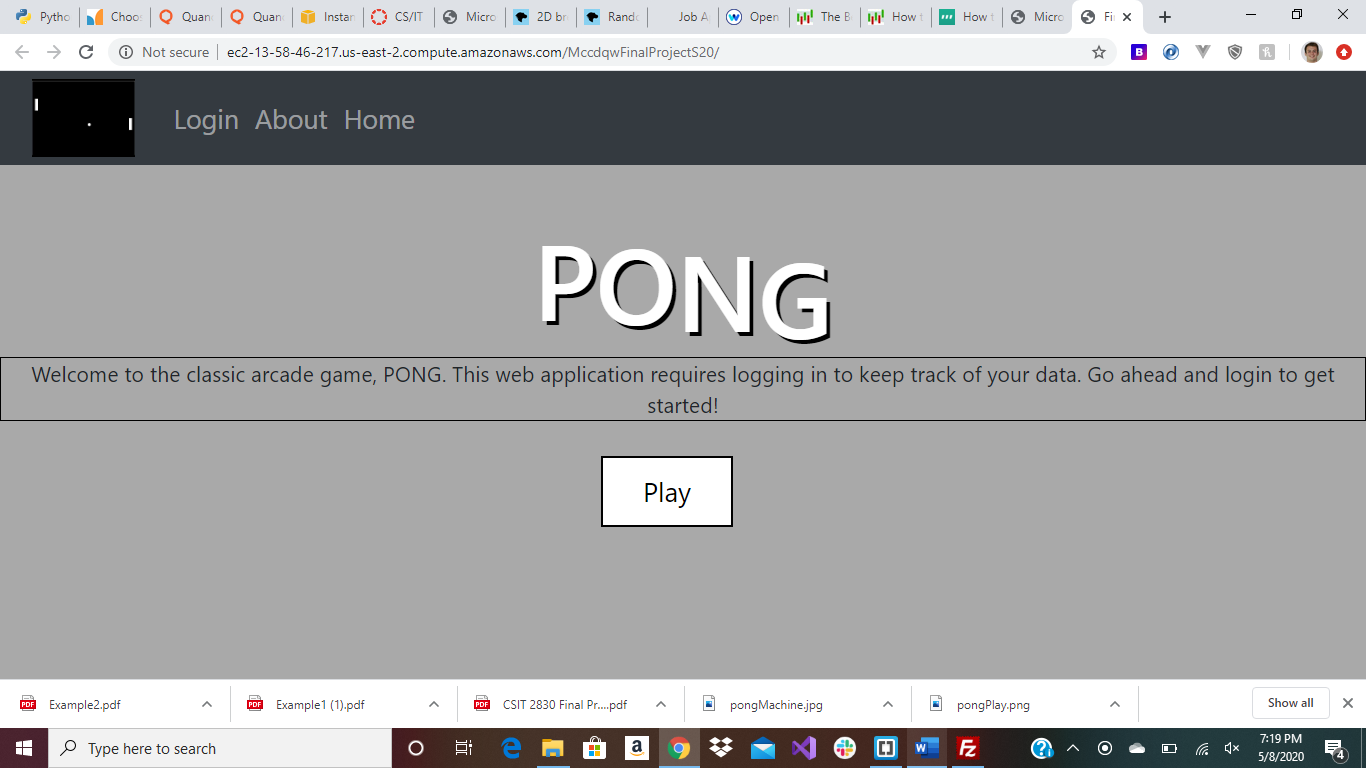 Pytho
Choos
Quan
Quan
Instan
CS/IT
Micro
2D br
Rando
Job A
Open
The B
How t
How t
Micro
Fi
Not secure
ec2-13-58-46-217.us-east-2.compute.amazonaws.com/MccdqwFinalProjectS20/
Login About Home
PONG
Welcome to the classic arcade game, PONG. This web application requires logging in to keep track of your data. Go ahead and login to get
started!
Play
Example2.pdf
Example1 (1).pdf
CSIT 2830 Final Pr....pdf
pongMachine.jpg
pongPlay.png
Show all
Type here to search
7:19 PM
5/8/2020
4